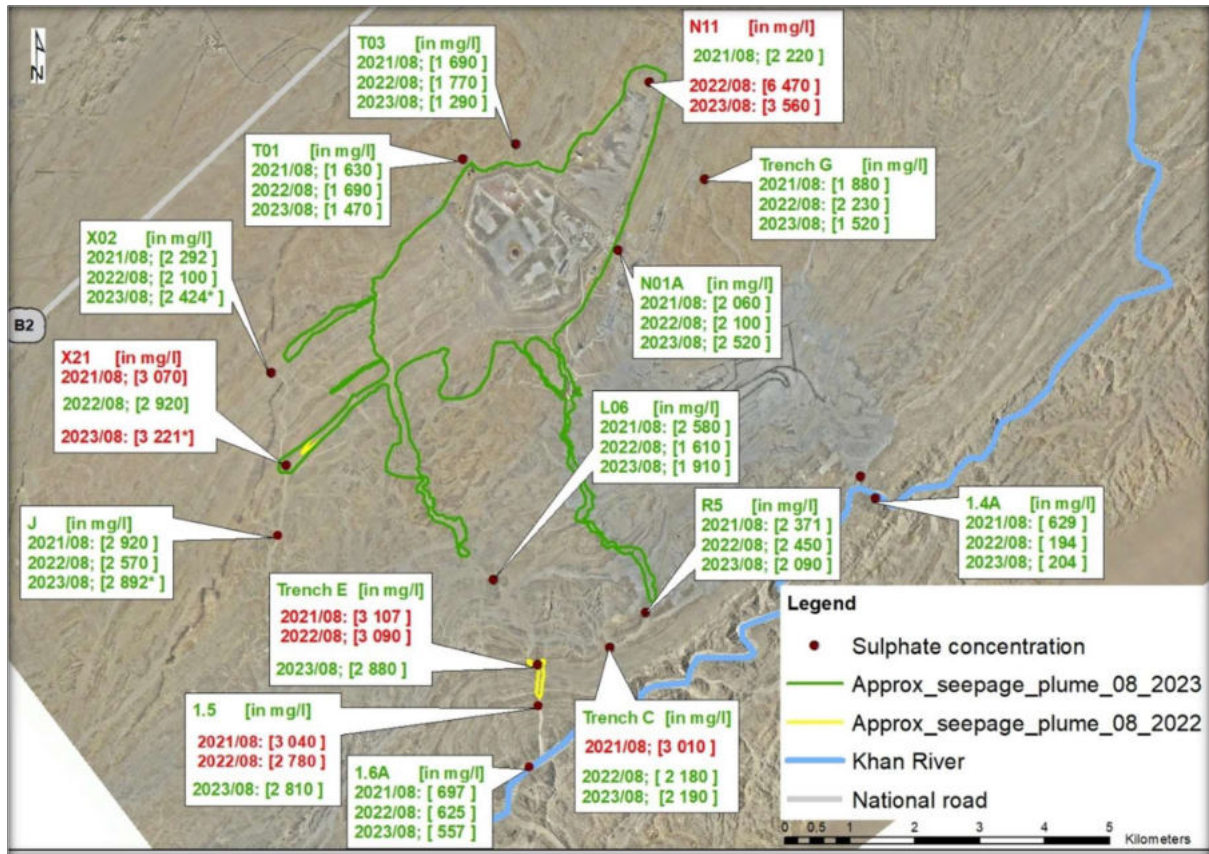 N
T03 [in mg/l]
2021/08; [1 690]
2022/08; [1 770]
2023/08; [1 290]
N11 [in mg/l]
2021/08; [2 220]
2022/08: [6 470]
2023/08: [3 560]
T01 [in mg/l]
2021/08; [1 630]
2022/08; [1 690]
2023/08; [1 470]
Trench G [in mg/l]
2021/08: [1 880]
2022/08: [2 230]
2023/08; [1 520]
X02 [in mg/l]
2021/08; [2 292]
2022/08; [2 100]
2023/08; [2 424* ]
N01A [in mg/l]
2021/08: [2 060]
2022/08; [2 100]
2023/08; [2 520]
B2
X21 [in mg/l]
2021/08; [3 070]
2022/08; [2 920]
2023/08: [3 221*]
L06 [in mg/l]
2021/08: [2 580]
2022/08; [1 610]
2023/08; [1 910]
J [in mg/l]
2021/08: [2 920 ]
2022/08: [2 570 ]
2023/08; [2 892* ]
R5 [in mg/l]
2021/08; [2 371]
2022/08; [2 450]
2023/08; [2 090]
1.4A [in mg/l]
2021/08; [ 629 ]
2022/08; [ 194 ]
2023/08; [ 204 ]
Trench E [in mg/l]
2021/08: [3 107 ]
2022/08; [3 090 ]
2023/08; [2 880 ]
1.5 [in mg/l]
2021/08: [3 040 ]
2022/08: [2 780 ]
2023/08: [2 810 ]
1.6A [in mg/l]
2021/08: [ 697 ]
2022/08; [ 625 ]
2023/08; [ 557 ]
Trench C [in mg/l]
2021/08; [3 010 ]
2022/08; [ 2 180 ]
2023/08; [ 2 190 ]
Legend
Sulphate concentration
Approx_seepage_plume_08_2023
Approx_seepage_plume_08_2022
Khan River
National road
0 0.5 1 2 3 4 5
Kilometers